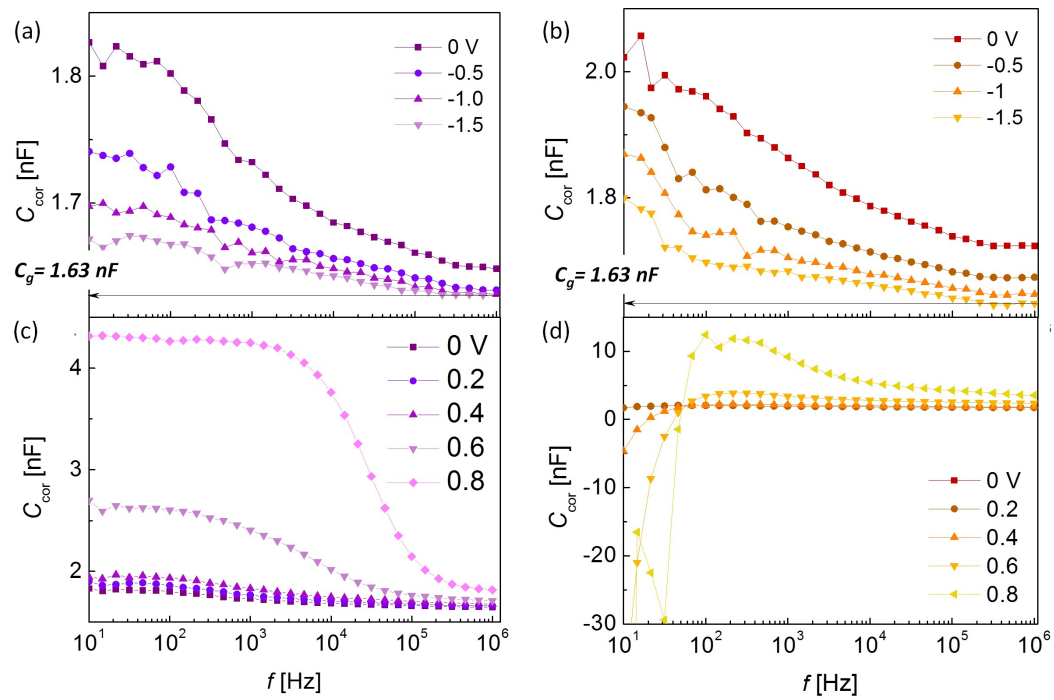 (a)
0 V
-0.5
-1.0
-1.5
1.8
1.7
C_cor [nF]
C_g= 1.63 nF
(b)
0 V
-0.5
-1
-1.5
2.0
1.8
C_cor [nF]
C_g= 1.63 nF
(c)
0 V
0.2
0.4
0.6
0.8
4
3
2
C_cor [nF]
10^1 10^2 10^3 10^4 10^5 10^6
f [Hz]
(d)
10
0
-10
-20
-30
C_cor [nF]
0 V
0.2
0.4
0.6
0.8
10^1 10^2 10^3 10^4 10^5 10^6
f [Hz]